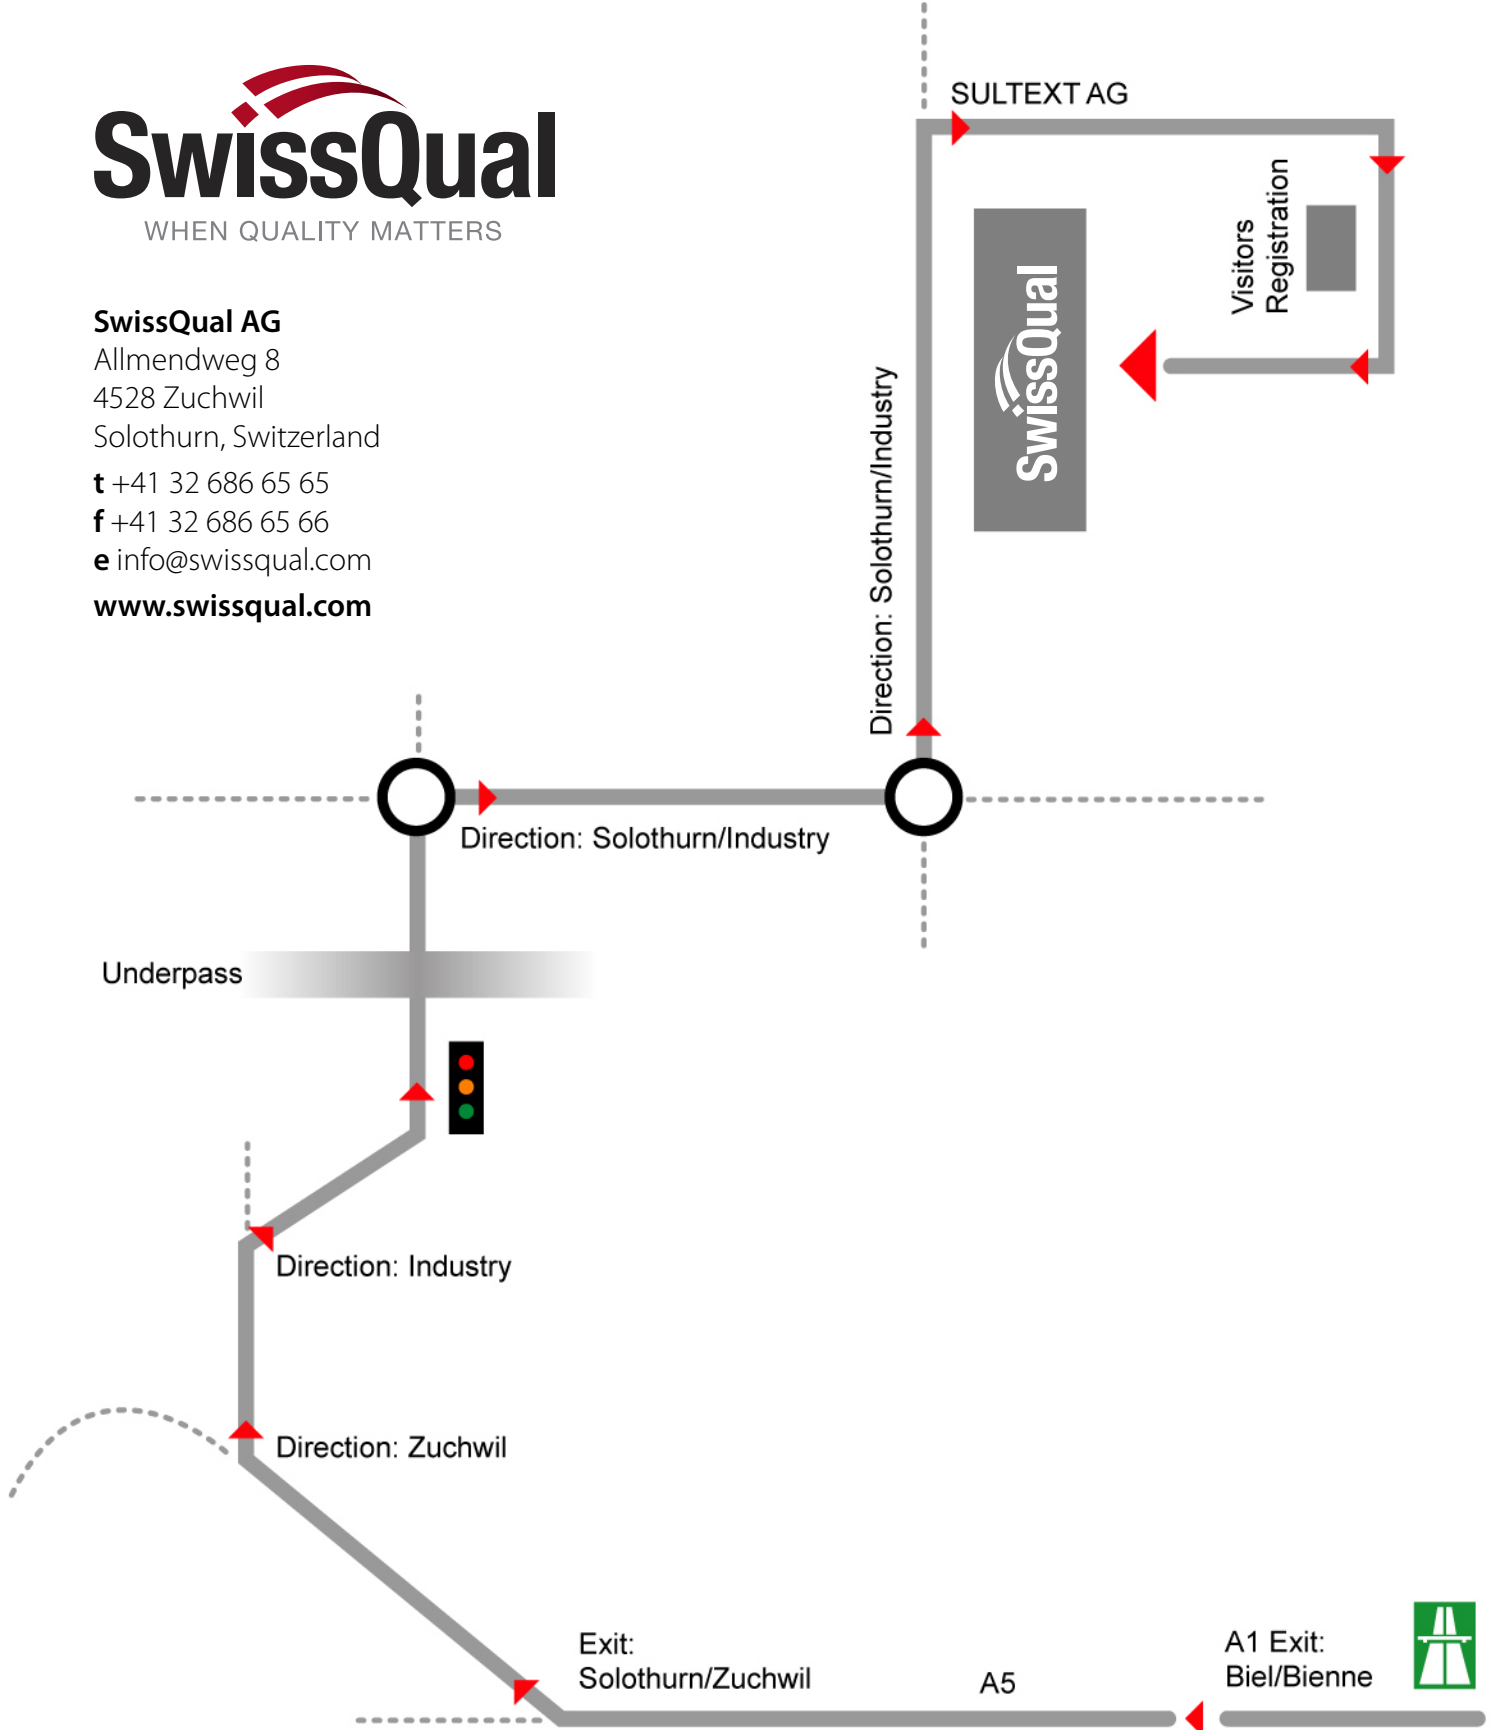 SwissQual
WHEN QUALITY MATTERS
SwissQual AG
Allmendweg 8
4528 Zuchwil
Solothurn, Switzerland
t +41 32 686 65 65
f +41 32 686 65 66
e info@swissqual.com
www.swissqual.com
SULTEXT AG
Visitors
Registration
SwissQual
Direction: Solothurn/Industry
Direction: Solothurn/Industry
Underpass
Direction: Industry
Direction: Zuchwil
Exit:
Solothurn/Zuchwil
A5
A1 Exit:
Biel/Bienne